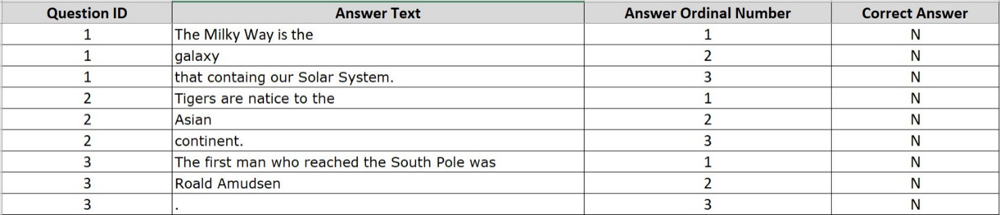 Question ID Answer Text Answer Ordinal Number Correct Answer
1 The Milky Way is the 1 N
1 galaxy 2 N
1 that containg our Solar System. 3 N
2 Tigers are natice to the 1 N
2 Asian 2 N
2 continent. 3 N
3 The first man who reached the South Pole was 1 N
3 Roald Amudsen 2 N
3 . 3 N